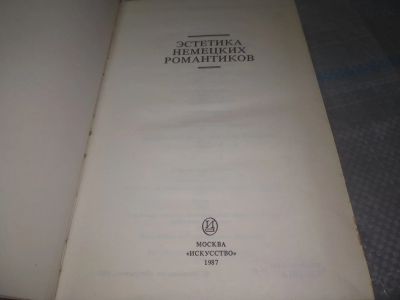 ЭСТЕТИКА
НЕМЕЦКИХ
РОМАНТИКОВ
МОСКВА
«ИСКУССТВО»
1987